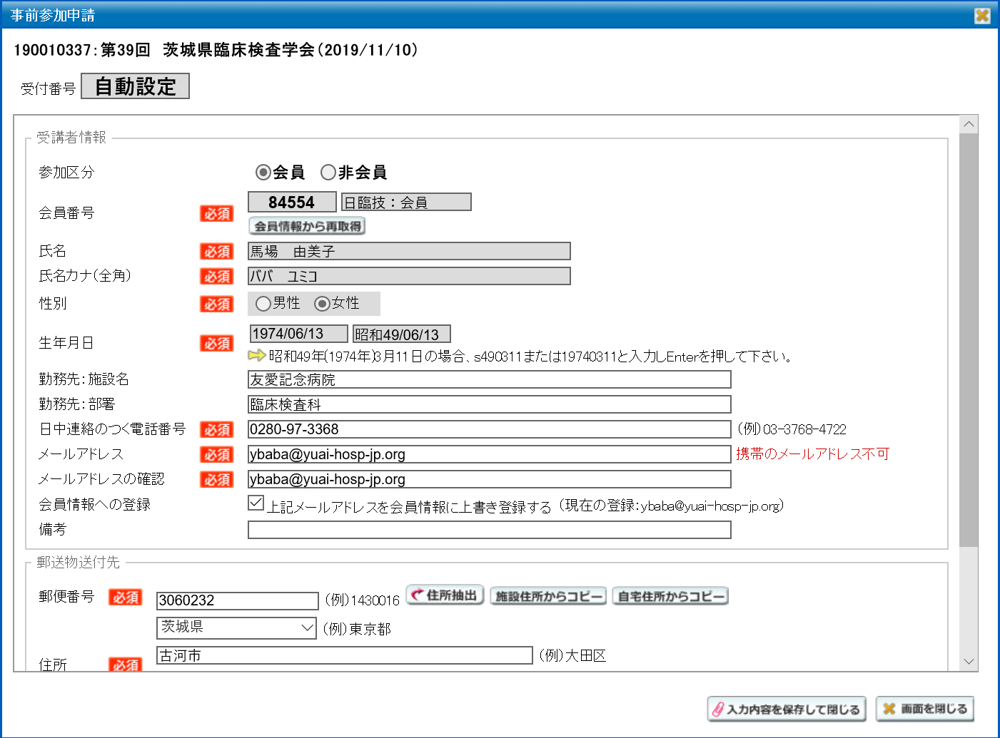 事前参加申請
190010337:第39回　茨城県臨床検査学会(2019/11/10)
受付番号 自動設定
受講者情報
参加区分 会員 非会員
会員番号 必須 84554 日臨技：会員
会員情報から再取得
氏名 必須 馬場　由美子
氏名カナ(全角) 必須 ババ　ユミコ
性別 必須 男性 女性
生年月日 必須 1974/06/13 昭和49/06/13
昭和49年(1974年)3月11日の場合、s490311または19740311と入力しEnterを押して下さい。
勤務先:施設名 友愛記念病院
勤務先:部署 臨床検査科
日中連絡のつく電話番号 必須 0280-97-3368 (例)03-3768-4722
メールアドレス 必須 ybaba@yuai-hosp-jp.org 携帯のメールアドレス不可
メールアドレスの確認 必須 ybaba@yuai-hosp-jp.org
会員情報への登録 上記メールアドレスを会員情報に上書き登録する (現在の登録:ybaba@yuai-hosp-jp.org)
備考
郵送物送付先
郵便番号 必須 3060232 (例)1430016 住所抽出 施設住所からコピー 自宅住所からコピー
茨城県 (例)東京都
古河市 (例)大田区
住所 必須
入力内容を保存して閉じる 画面を閉じる